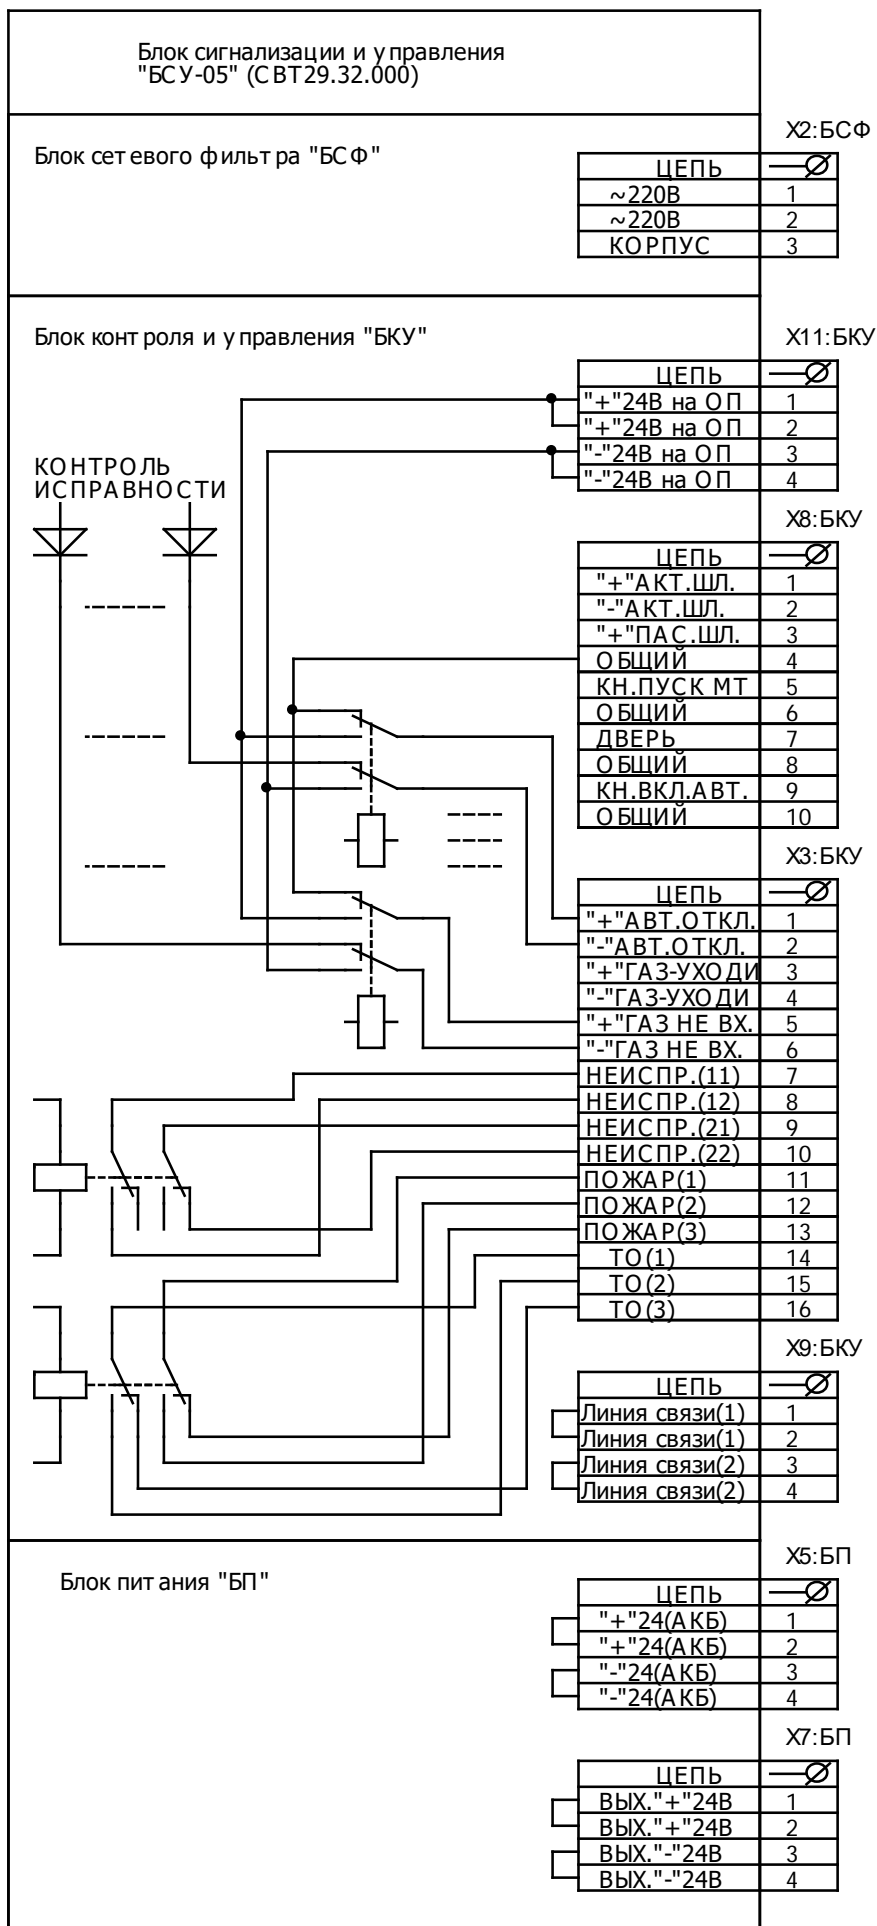 Блок сигнализации и управления
"БСУ-05" (СВТ29.32.000)
X2:БСФ
Блок сетевого фильтра "БСФ"
ЦЕПЬ
~220В 1
~220В 2
КОРПУС 3
Блок контроля и управления "БКУ"
X11:БКУ
ЦЕПЬ
"+"24В на ОП 1
"+"24В на ОП 2
"-"24В на ОП 3
"-"24В на ОП 4
КОНТРОЛЬ
ИСПРАВНОСТИ
X8:БКУ
ЦЕПЬ
"+"АКТ.ШЛ. 1
"-"АКТ.ШЛ. 2
"+"ПАС.ШЛ. 3
ОБЩИЙ 4
КН.ПУСК МТ 5
ОБЩИЙ 6
ДВЕРЬ 7
ОБЩИЙ 8
КН.ВКЛ.АВТ. 9
ОБЩИЙ 10
X3:БКУ
ЦЕПЬ
"+"АВТ.ОТКЛ. 1
"-"АВТ.ОТКЛ. 2
"+"ГАЗ-УХОДИ 3
"-"ГАЗ-УХОДИ 4
"+"ГАЗ НЕ ВХ. 5
"-"ГАЗ НЕ ВХ. 6
НЕИСПР.(11) 7
НЕИСПР.(12) 8
НЕИСПР.(21) 9
НЕИСПР.(22) 10
ПОЖАР(1) 11
ПОЖАР(2) 12
ПОЖАР(3) 13
ТО(1) 14
ТО(2) 15
ТО(3) 16
X9:БКУ
ЦЕПЬ
Линия связи(1) 1
Линия связи(1) 2
Линия связи(2) 3
Линия связи(2) 4
X5:БП
Блок питания "БП"
ЦЕПЬ
"+"24(АКБ) 1
"+"24(АКБ) 2
"-"24(АКБ) 3
"-"24(АКБ) 4
X7:БП
ЦЕПЬ
ВЫХ."+"24В 1
ВЫХ."+"24В 2
ВЫХ."-"24В 3
ВЫХ."-"24В 4